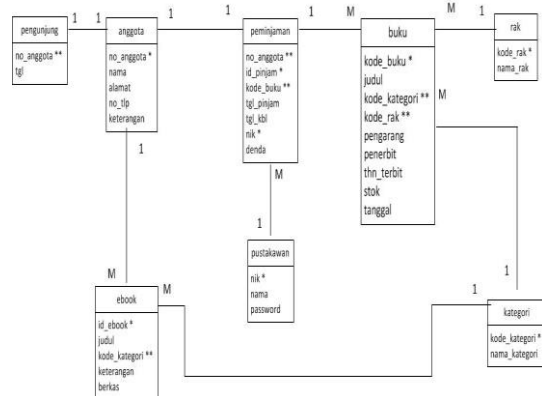 pengunjung
no_anggota **
tgl
1
1
anggota
no_anggota *
nama
alamat
no_tlp
keterangan
1
1
peminjaman
no_anggota **
id_pinjam *
kode_buku **
tgl_pinjam
tgl_kbl
nik *
denda
1
M
buku
kode_buku *
judul
kode_kategori **
kode_rak **
pengarang
penerbit
thn_terbit
stok
tanggal
M
1
rak
kode_rak *
nama_rak
M
1
M
1
pustakawan
nik *
nama
password
1
M
M
ebook
id_ebook *
judul
kode_kategori **
keterangan
berkas
1
kategori
kode_kategori *
nama_kategori